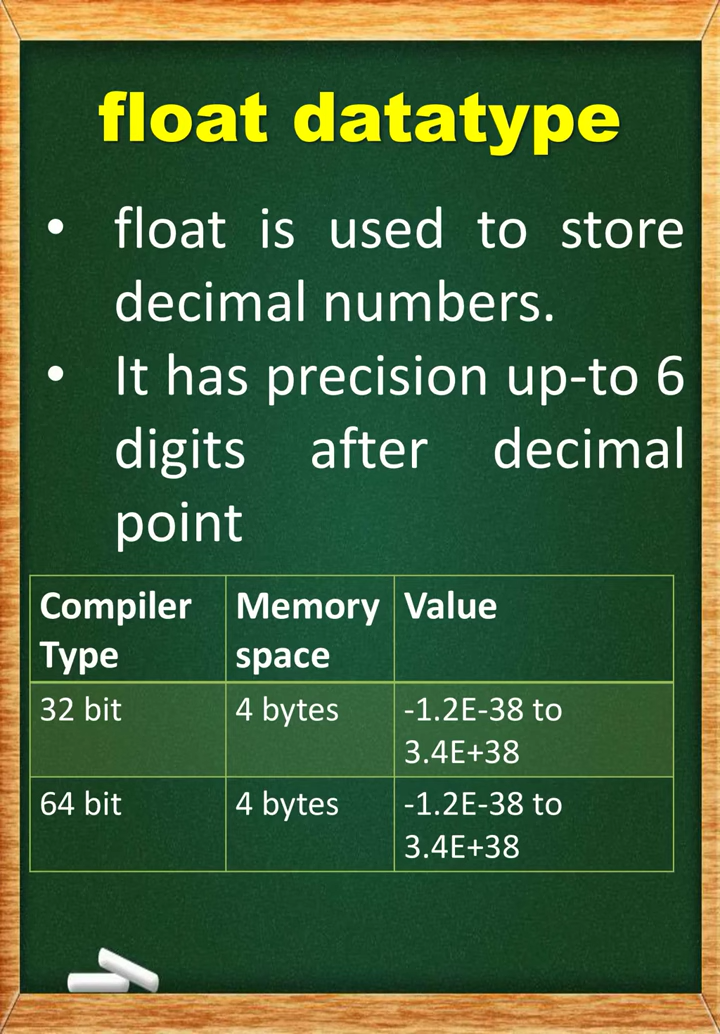 float datatype
• float is used to store
decimal numbers.
• It has precision up-to 6
digits after decimal
point
Compiler Type Memory space Value
32 bit 4 bytes -1.2E-38 to 3.4E+38
64 bit 4 bytes -1.2E-38 to 3.4E+38